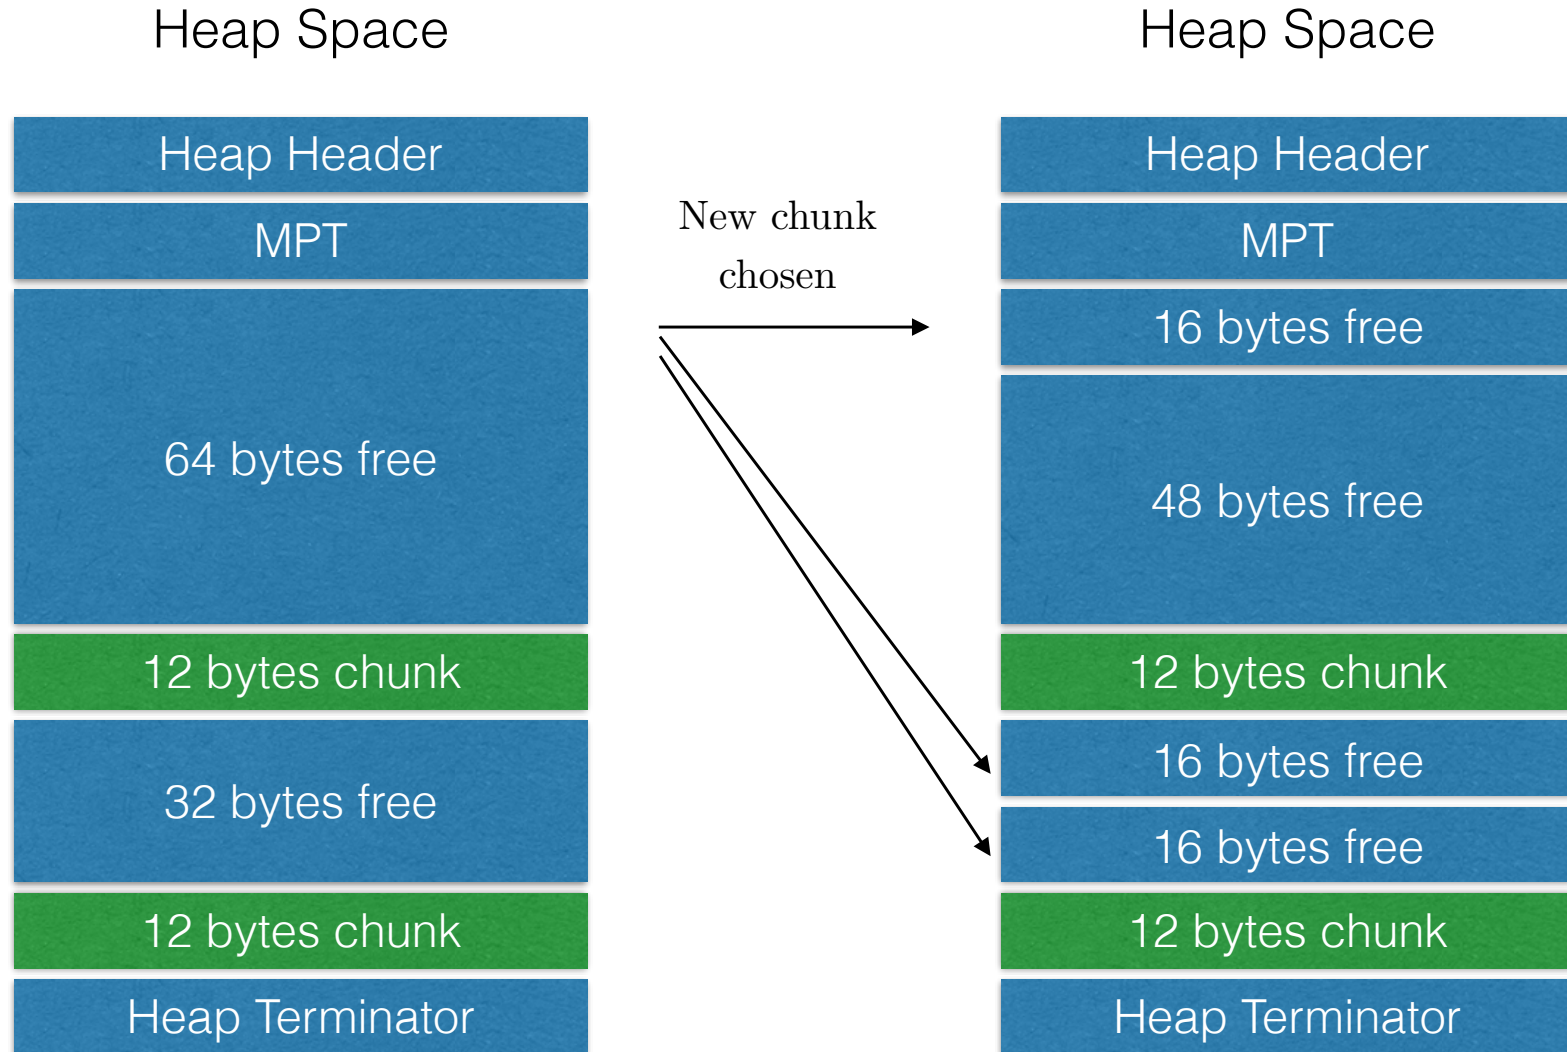 Heap Space
Heap Header
MPT
64 bytes free
12 bytes chunk
32 bytes free
12 bytes chunk
Heap Terminator
New chunk
chosen
Heap Space
Heap Header
MPT
16 bytes free
48 bytes free
12 bytes chunk
16 bytes free
16 bytes free
12 bytes chunk
Heap Terminator